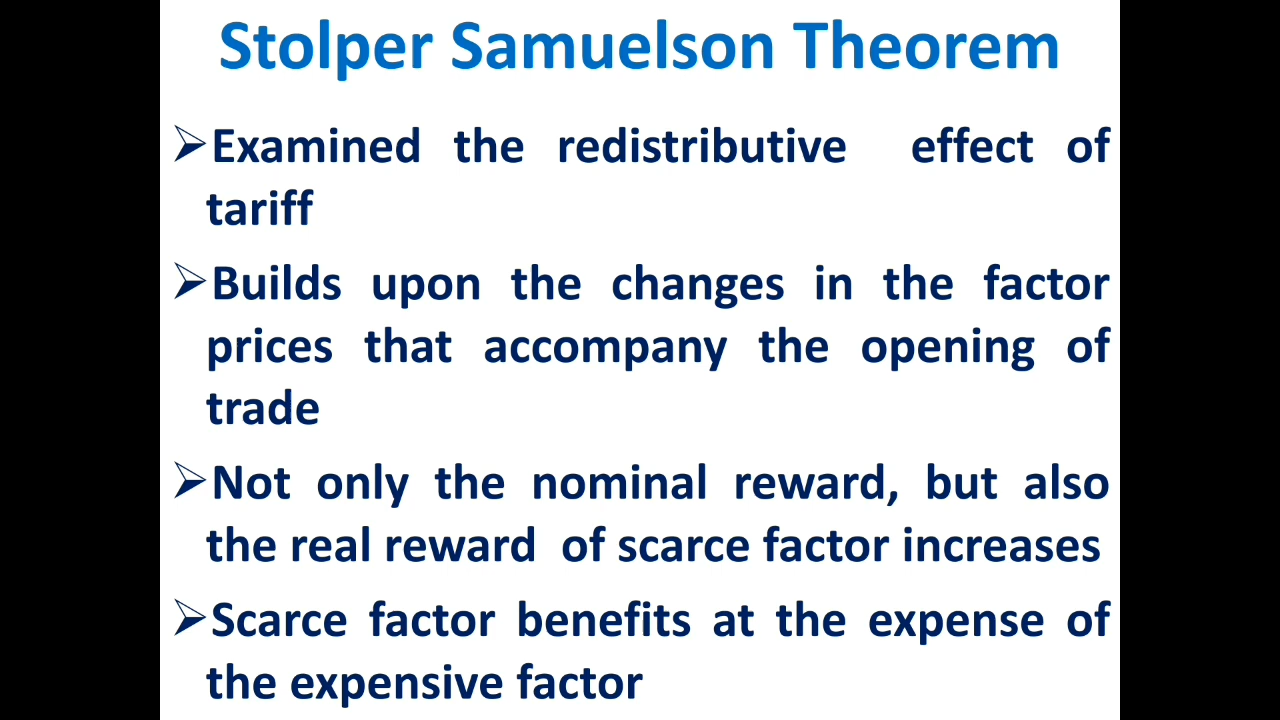 Stolper Samuelson Theorem
➢Examined the redistributive effect of
tariff
➢Builds upon the changes in the factor
prices that accompany the opening of
trade
➢Not only the nominal reward, but also
the real reward of scarce factor increases
➢Scarce factor benefits at the expense of
the expensive factor